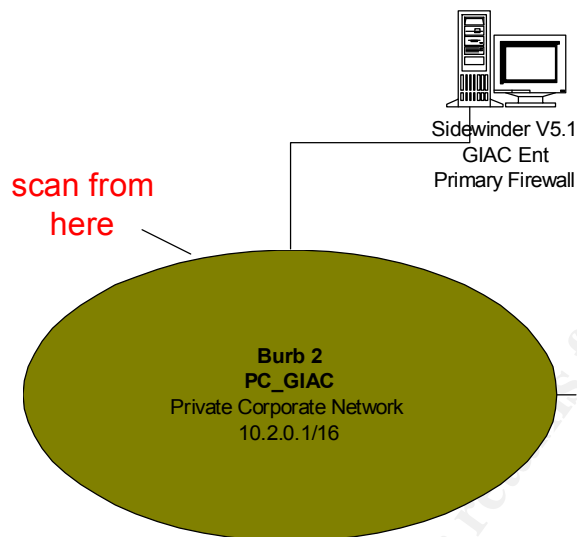 Sidewinder V5.1
GIAC Ent
Primary Firewall
scan from
here
Burb 2
PC_GIAC
Private Corporate Network
10.2.0.1/16